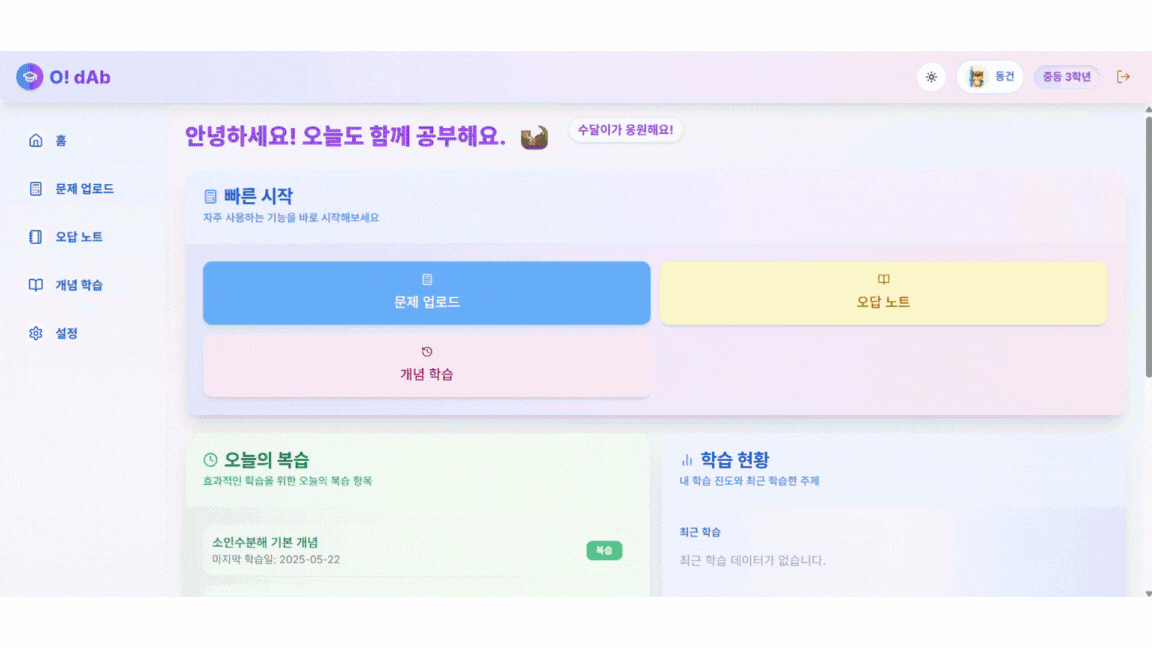 O! dAb
동건
중등 3학년
홈
문제 업로드
오답 노트
개념 학습
설정
안녕하세요! 오늘도 함께 공부해요.
수달이가 응원해요!
빠른 시작
자주 사용하는 기능을 바로 시작해보세요
문제 업로드
오답 노트
개념 학습
오늘의 복습
효과적인 학습을 위한 오늘의 복습 항목
소인수분해 기본 개념
마지막 학습일: 2025-05-22
복습
학습 현황
내 학습 진도와 최근 학습한 주제
최근 학습
최근 학습 데이터가 없습니다.